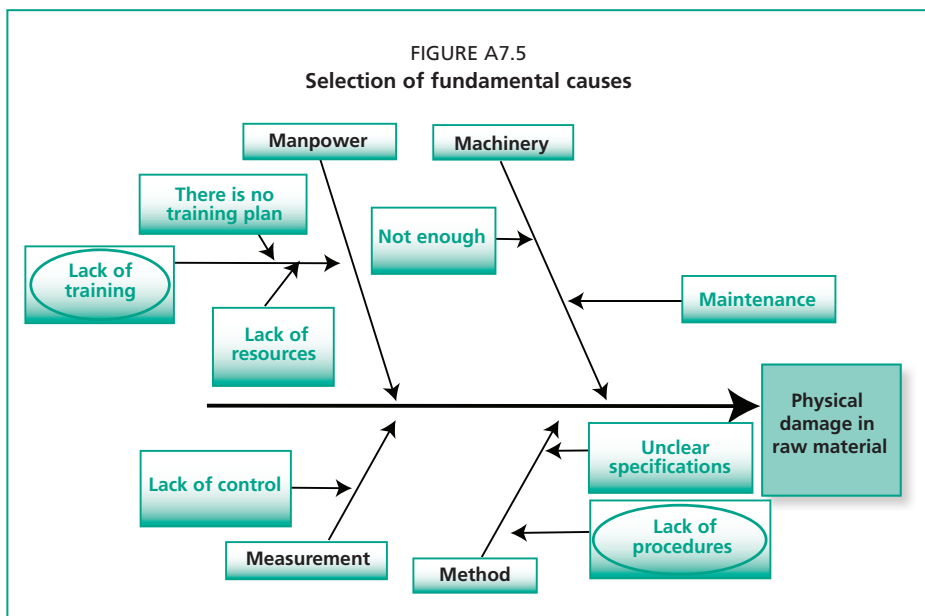 FIGURE A7.5
Selection of fundamental causes
Manpower
Machinery
There is no
training plan
Not enough
Lack of
training
Maintenance
Lack of
resources
Physical
damage in
raw material
Unclear
specifications
Lack of control
Lack of
procedures
Measurement
Method